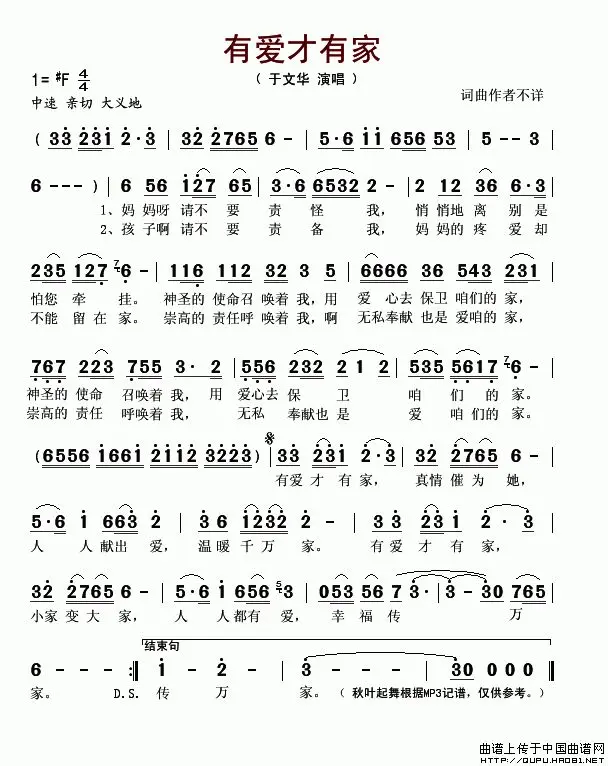 有爱才有家
（ 于文华 演唱 ）
1= #F 4/4
中速 亲切 大义地
词曲作者不详
( 33 231 2·3 | 32 2765 6 - | 5·6 11 656 53 | 5 - - 3 |
6 - - - ) | 6 56 127 65 | 3·6 6532 2 - | 2 12 36 6·3 |
1、妈 妈呀 请不 要 责 怪 我， 悄 悄地 离 别 是
2、孩 子啊 请不 要 责 备 我， 妈 妈的 疼 爱 却
235 127 7 6 - | 116 112 32 3·5 | 6666 36 543 231 |
怕您 牵 挂。 神圣的 使命召 唤着 我，用 爱 心去 保卫 咱们的 家，
不能 留 在 家。 崇高的 责任呼 唤着 我，啊 无私奉献 也是 爱咱的 家，
767 223 755 3· 2 | 556 232 2 1 2 | 535 5617 7 6 - |
神圣的 使命 召唤着 我， 用 爱心去 保 卫 咱 们 的 家。
崇高的 责任 呼唤着 我， 无私 奉献也 是 爱 咱们 的 家。
(6556 1661 2112 3223) | 33 231 2·3 | 32 2765 6 - |
有爱 才 有 家， 真情 催 为 她，
5·6 1 663 2 | 3 6 1232 2 - | 33 231 2· 3 |
人 人 献出 爱， 温 暖 千 万 家。 有 爱 才 有 家，
32 2765 6 - | 5·6 1 656 5 3 | 053 56 7 3· | 3 - 30 765 |
小家 变 大 家， 人 人 都有 爱， 幸 福 传 万
结束句
6 - - - :| 1 - 2 - | 3 - - - | 30 0 0 0 ||
家。 D.S. 传 万 家。（ 秋叶起舞根据MP3记谱，仅供参考。）
曲谱上传于中国曲谱网
HTTP://QUPU.HAO81.NET